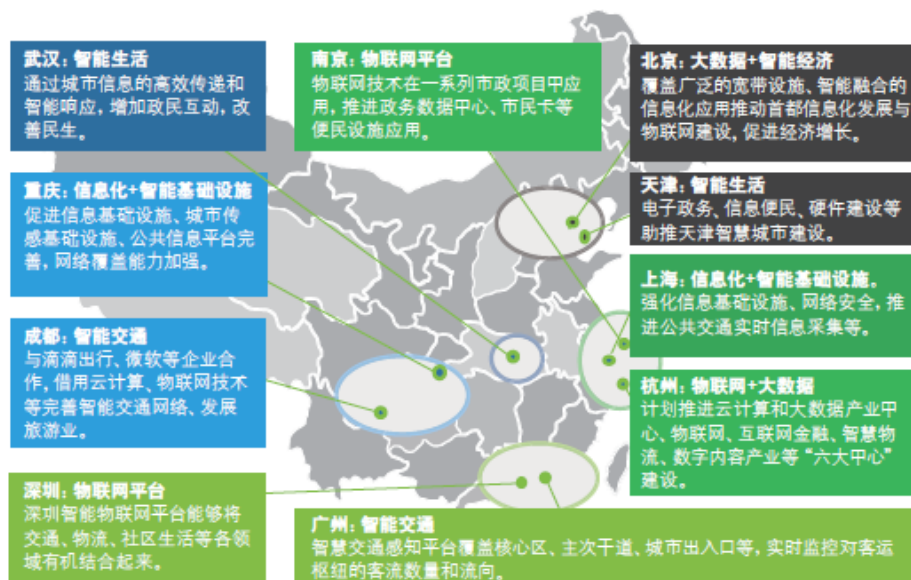 武汉：智能生活
通过城市信息的高效传递和
智能响应，增加政民互动，改
善民生。
南京：物联网平台
物联网技术在一系列市政项目中应
用，推进政务数据中心、市民卡等
便民设施应用。
北京：大数据+智能经济
覆盖广泛的宽带设施、智能融合的
信息化应用推动首都信息化发展与
物联网建设，促进经济增长。
重庆：信息化+智能基础设施
促进信息基础设施、城市传
感基础设施、公共信息平台完
善，网络覆盖能力加强。
天津：智能生活
电子政务、信息便民、硬件建设等
助推天津智慧城市建设。
上海：信息化+智能基础设施。
强化信息基础设施、网络安全，推
进公共交通实时信息采集等。
成都：智能交通
与滴滴出行、微软等企业合
作，借用云计算、物联网技术
等完善智能交通网络、发展
旅游业。
杭州：物联网+大数据
计划推进云计算和大数据产业中
心、物联网、互联网金融、智慧物
流、数字内容产业等“六大中心”
建设。
深圳：物联网平台
深圳智能物联网平台能够将
交通、物流、社区生活等各领
域有机结合起来。
广州：智能交通
智慧交通感知平台覆盖核心区、主次干道、城市出入口等，实时监控对客运
枢纽的客流数量和流向。